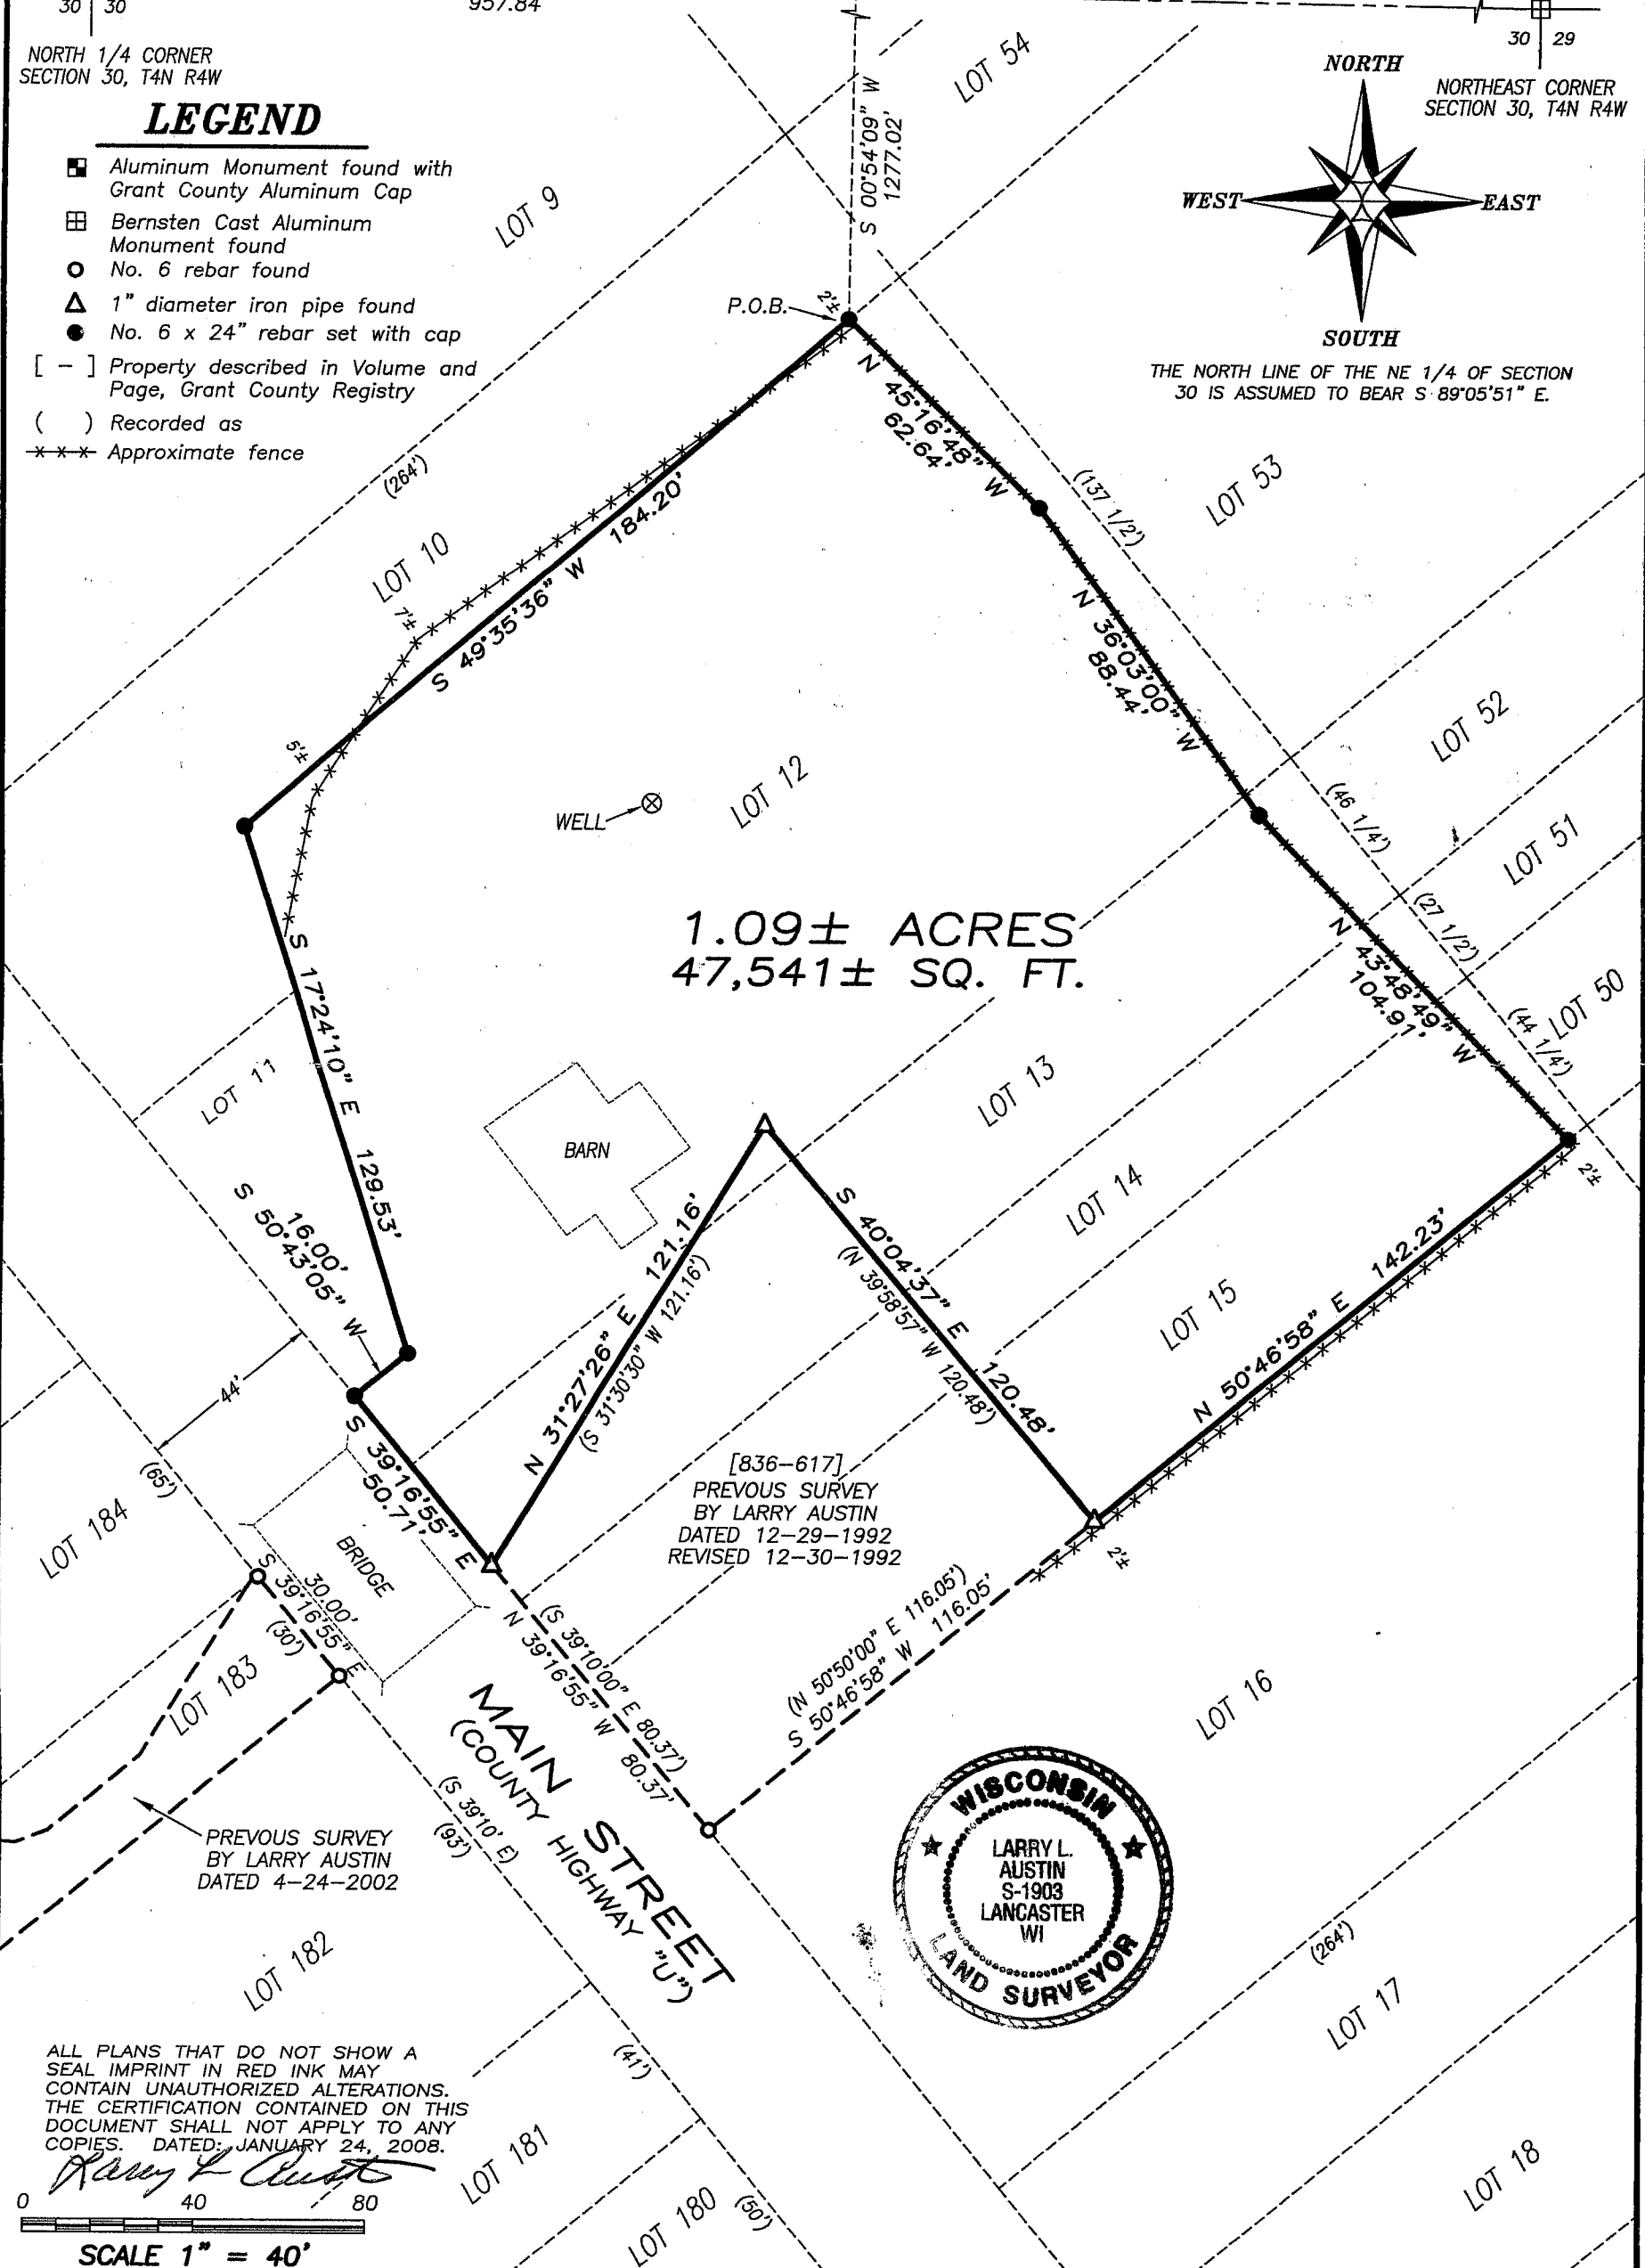 30 | 30
957.84
NORTH 1/4 CORNER
SECTION 30, T4N R4W
30 | 29
NORTHEAST CORNER
SECTION 30, T4N R4W
LEGEND
Aluminum Monument found with
Grant County Aluminum Cap
Bernsten Cast Aluminum
Monument found
No. 6 rebar found
1" diameter iron pipe found
No. 6 x 24" rebar set with cap
[ - ] Property described in Volume and
Page, Grant County Registry
( ) Recorded as
Approximate fence
NORTH
WEST
EAST
SOUTH
THE NORTH LINE OF THE NE 1/4 OF SECTION
30 IS ASSUMED TO BEAR S 89°05'51" E.
S 00°54'09" W
1277.02'
LOT 54
LOT 9
P.O.B.
2'±
N 45°16'48" W
62.64'
(137 1/2')
LOT 53
(264')
LOT 10
7'±
S 49°35'36" W 184.20'
5'±
N 36°03'00" W
88.44'
LOT 52
(46 1/4')
LOT 51
(27 1/2')
LOT 50
(44 1/4')
WELL
LOT 12
1.09± ACRES
47,541± SQ. FT.
N 43°48'49" W
104.91'
S 17°24'10" E 129.53'
LOT 11
BARN
LOT 13
LOT 14
LOT 15
2'±
16.00'
S 50°43'05" W
44'
N 31°27'26" E 121.16'
(S 31°30'30" W 121.16')
S 40°04'37" E 120.48'
(N 39°58'57" W 120.48')
N 50°46'58" E 142.23'
S 39°16'55" E
50.71'
(65')
LOT 184
BRIDGE
[836-617]
PREVOUS SURVEY
BY LARRY AUSTIN
DATED 12-29-1992
REVISED 12-30-1992
2'±
S 39°16'55" E
30.00'
(30')
LOT 183
(S 39°10'00" E 80.37')
N 39°16'55" W 80.37'
(N 50°50'00" E 116.05')
S 50°46'58" W 116.05'
LOT 16
MAIN STREET
(COUNTY HIGHWAY "U")
(S 39°10' E)
(93')
PREVOUS SURVEY
BY LARRY AUSTIN
DATED 4-24-2002
WISCONSIN
LARRY L.
AUSTIN
S-1903
LANCASTER
WI
LAND SURVEYOR
(264')
LOT 17
LOT 182
LOT 18
(41')
LOT 181
LOT 180
(50')
ALL PLANS THAT DO NOT SHOW A
SEAL IMPRINT IN RED INK MAY
CONTAIN UNAUTHORIZED ALTERATIONS.
THE CERTIFICATION CONTAINED ON THIS
DOCUMENT SHALL NOT APPLY TO ANY
COPIES. DATED: JANUARY 24, 2008.
Larry L Austin
0 40 80
SCALE 1" = 40'